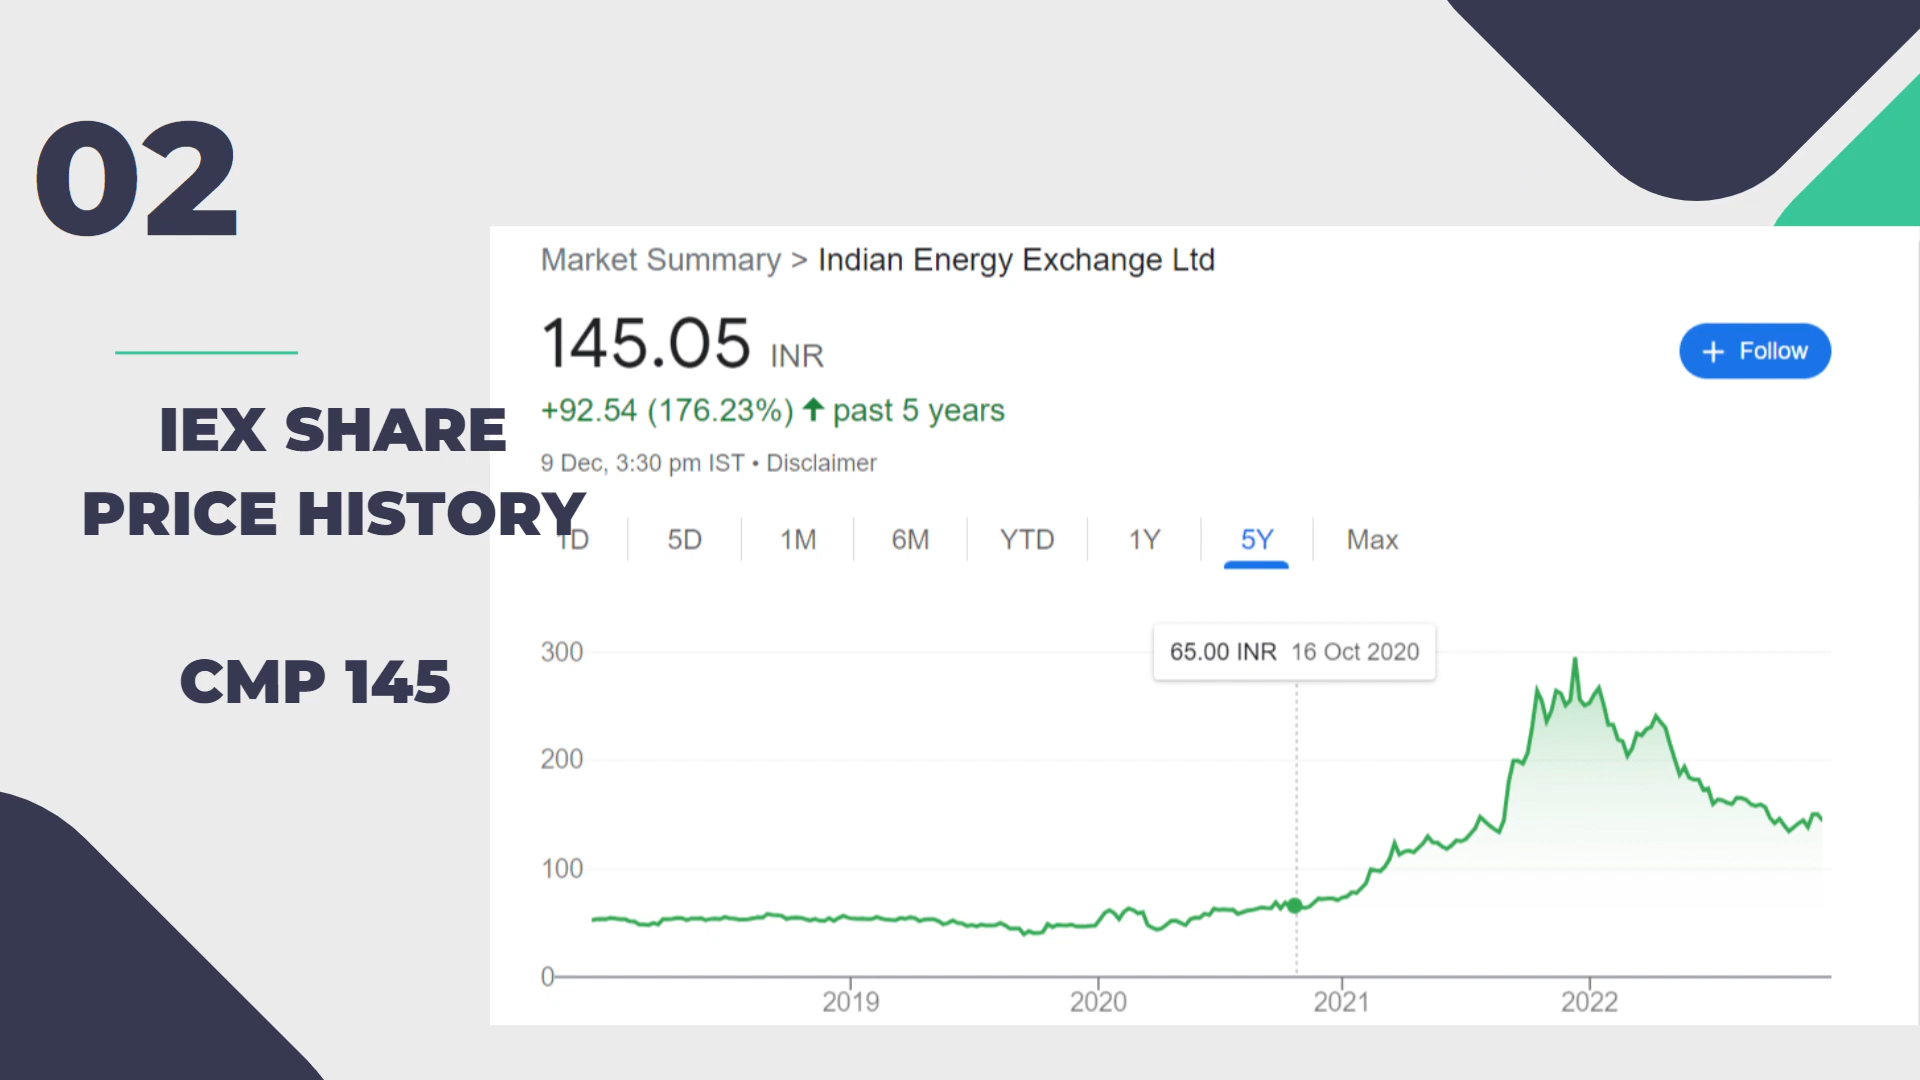 02
IEX SHARE
PRICE HISTORY
CMP 145
Market Summary > Indian Energy Exchange Ltd
145.05 INR
+ Follow
+92.54 (176.23%) ↑ past 5 years
9 Dec, 3:30 pm IST • Disclaimer
1D 5D 1M 6M YTD 1Y 5Y Max
65.00 INR 16 Oct 2020
300
200
100
0
2019 2020 2021 2022